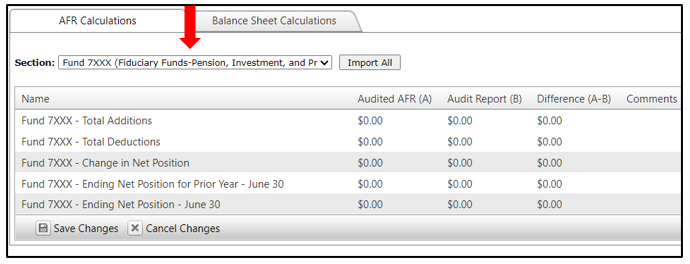 AFR Calculations Balance Sheet Calculations
Section: Fund 7XXX (Fiduciary Funds-Pension, Investment, and Pr Import All
Name Audited AFR (A) Audit Report (B) Difference (A-B) Comments
Fund 7XXX - Total Additions $0.00 $0.00 $0.00
Fund 7XXX - Total Deductions $0.00 $0.00 $0.00
Fund 7XXX - Change in Net Position $0.00 $0.00 $0.00
Fund 7XXX - Ending Net Position for Prior Year - June 30 $0.00 $0.00 $0.00
Fund 7XXX - Ending Net Position - June 30 $0.00 $0.00 $0.00
Save Changes Cancel Changes